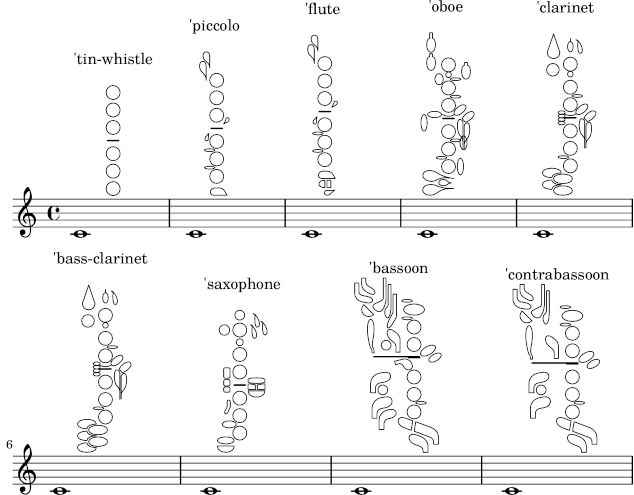 'tin-whistle
'piccolo
'flute
'oboe
'clarinet
'bass-clarinet
'saxophone
'bassoon
'contrabassoon
6